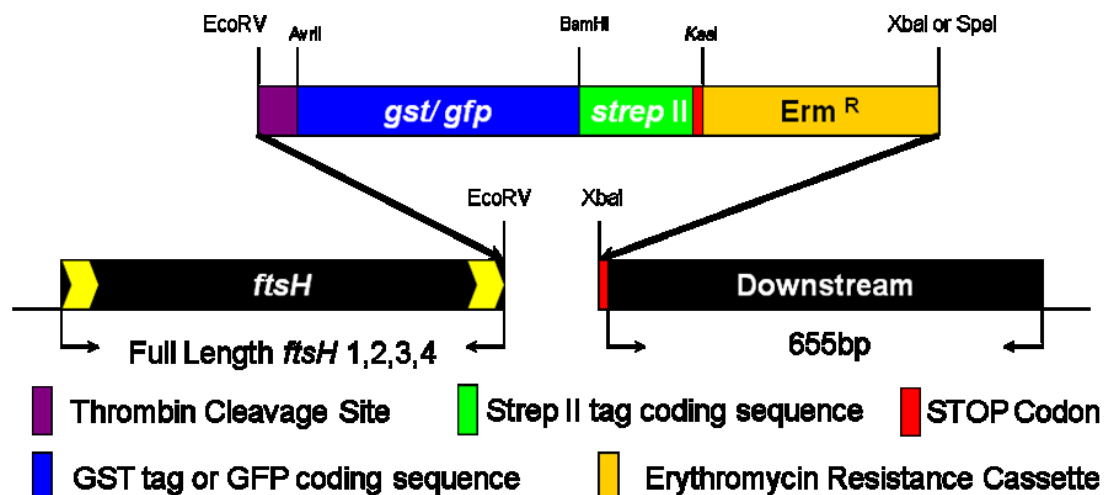 EcoRV AvrII BamHI KasI XbaI or SpeI
gst/ gfp strep II Erm R
EcoRV XbaI
ftsH Downstream
Full Length ftsH 1,2,3,4 655bp
Thrombin Cleavage Site Strep II tag coding sequence STOP Codon
GST tag or GFP coding sequence Erythromycin Resistance Cassette